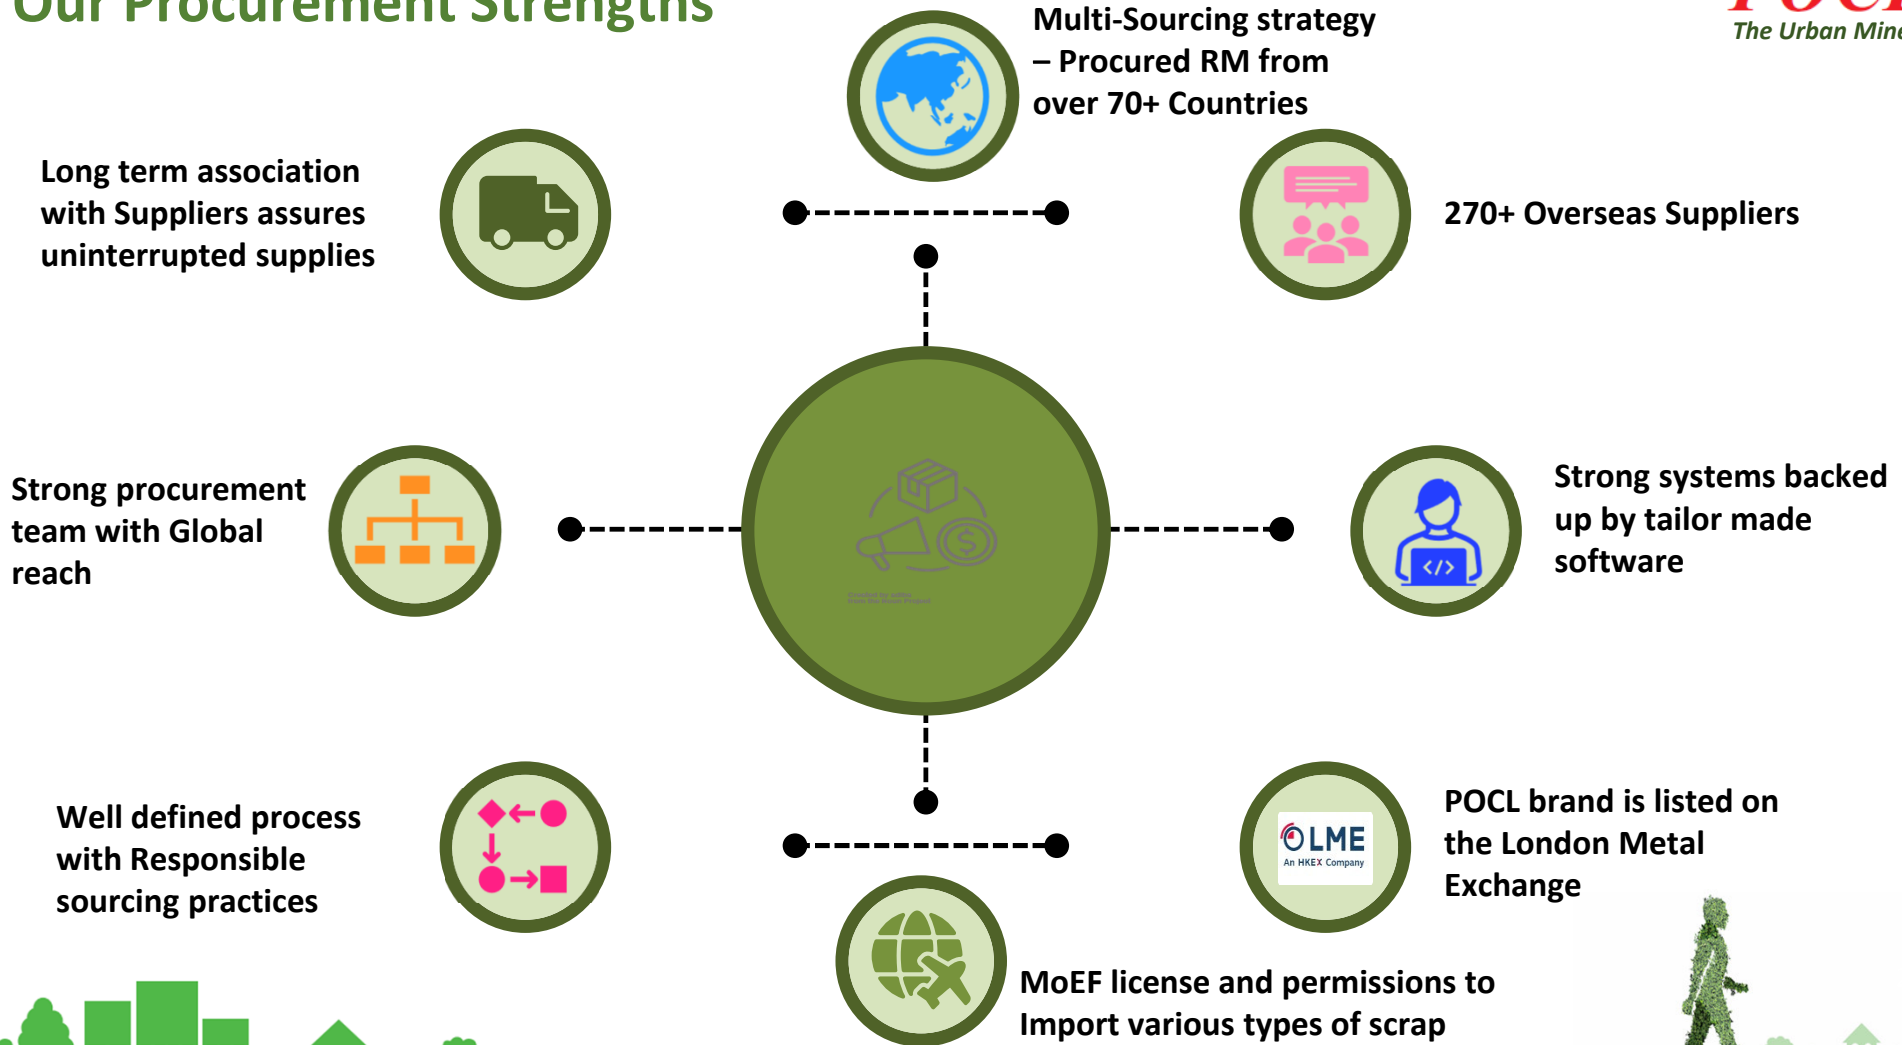 Our Procurement Strengths
POCL
The Urban Mine
Multi-Sourcing strategy
– Procured RM from
over 70+ Countries
Long term association
with Suppliers assures
uninterrupted supplies
270+ Overseas Suppliers
Strong procurement
team with Global
reach
Strong systems backed
up by tailor made
software
</>
$
Well defined process
with Responsible
sourcing practices
LME
An HKEX Company
POCL brand is listed on
the London Metal
Exchange
MoEF license and permissions to
Import various types of scrap